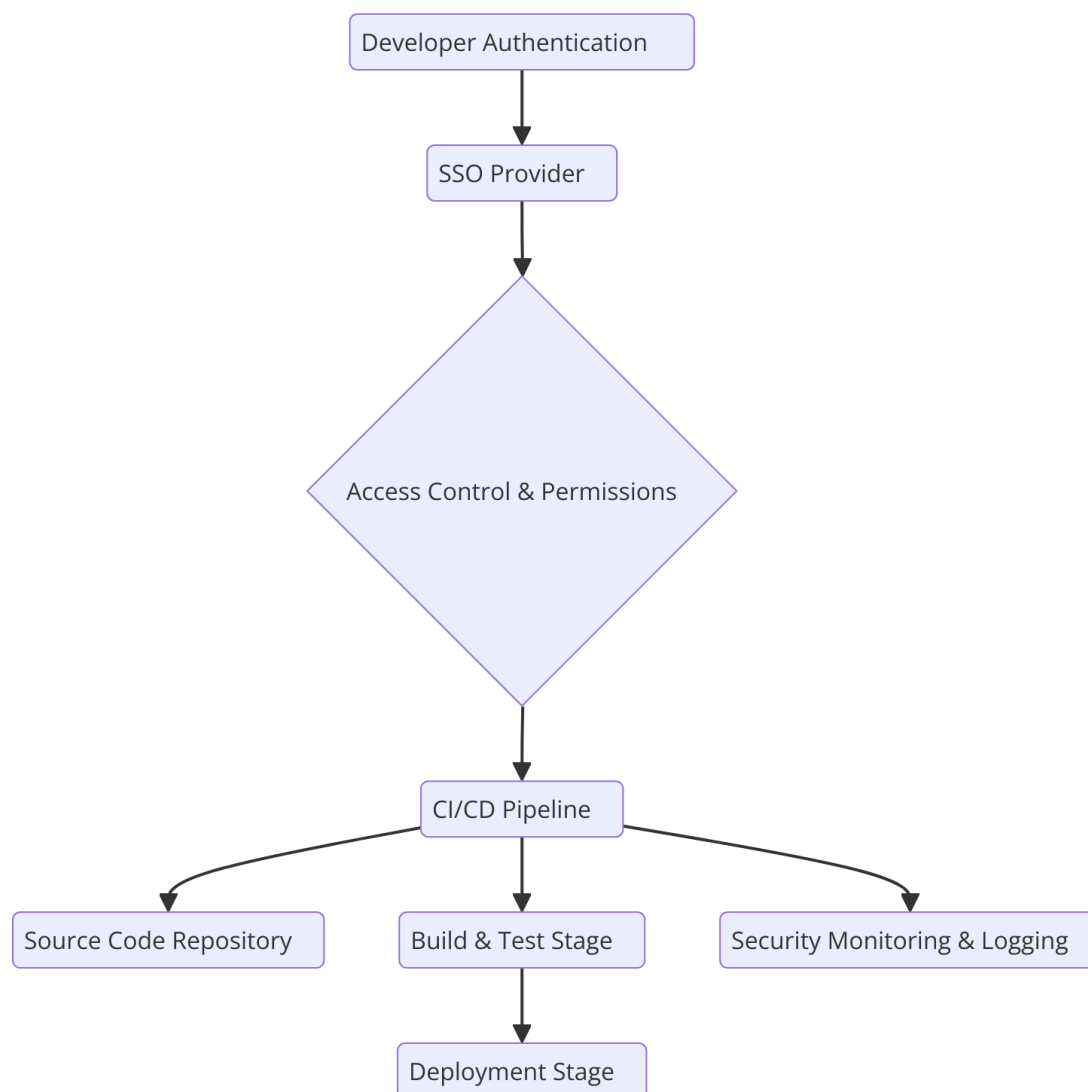 Developer Authentication
SSO Provider
Access Control & Permissions
CI/CD Pipeline
Source Code Repository
Build & Test Stage
Security Monitoring & Logging
Deployment Stage